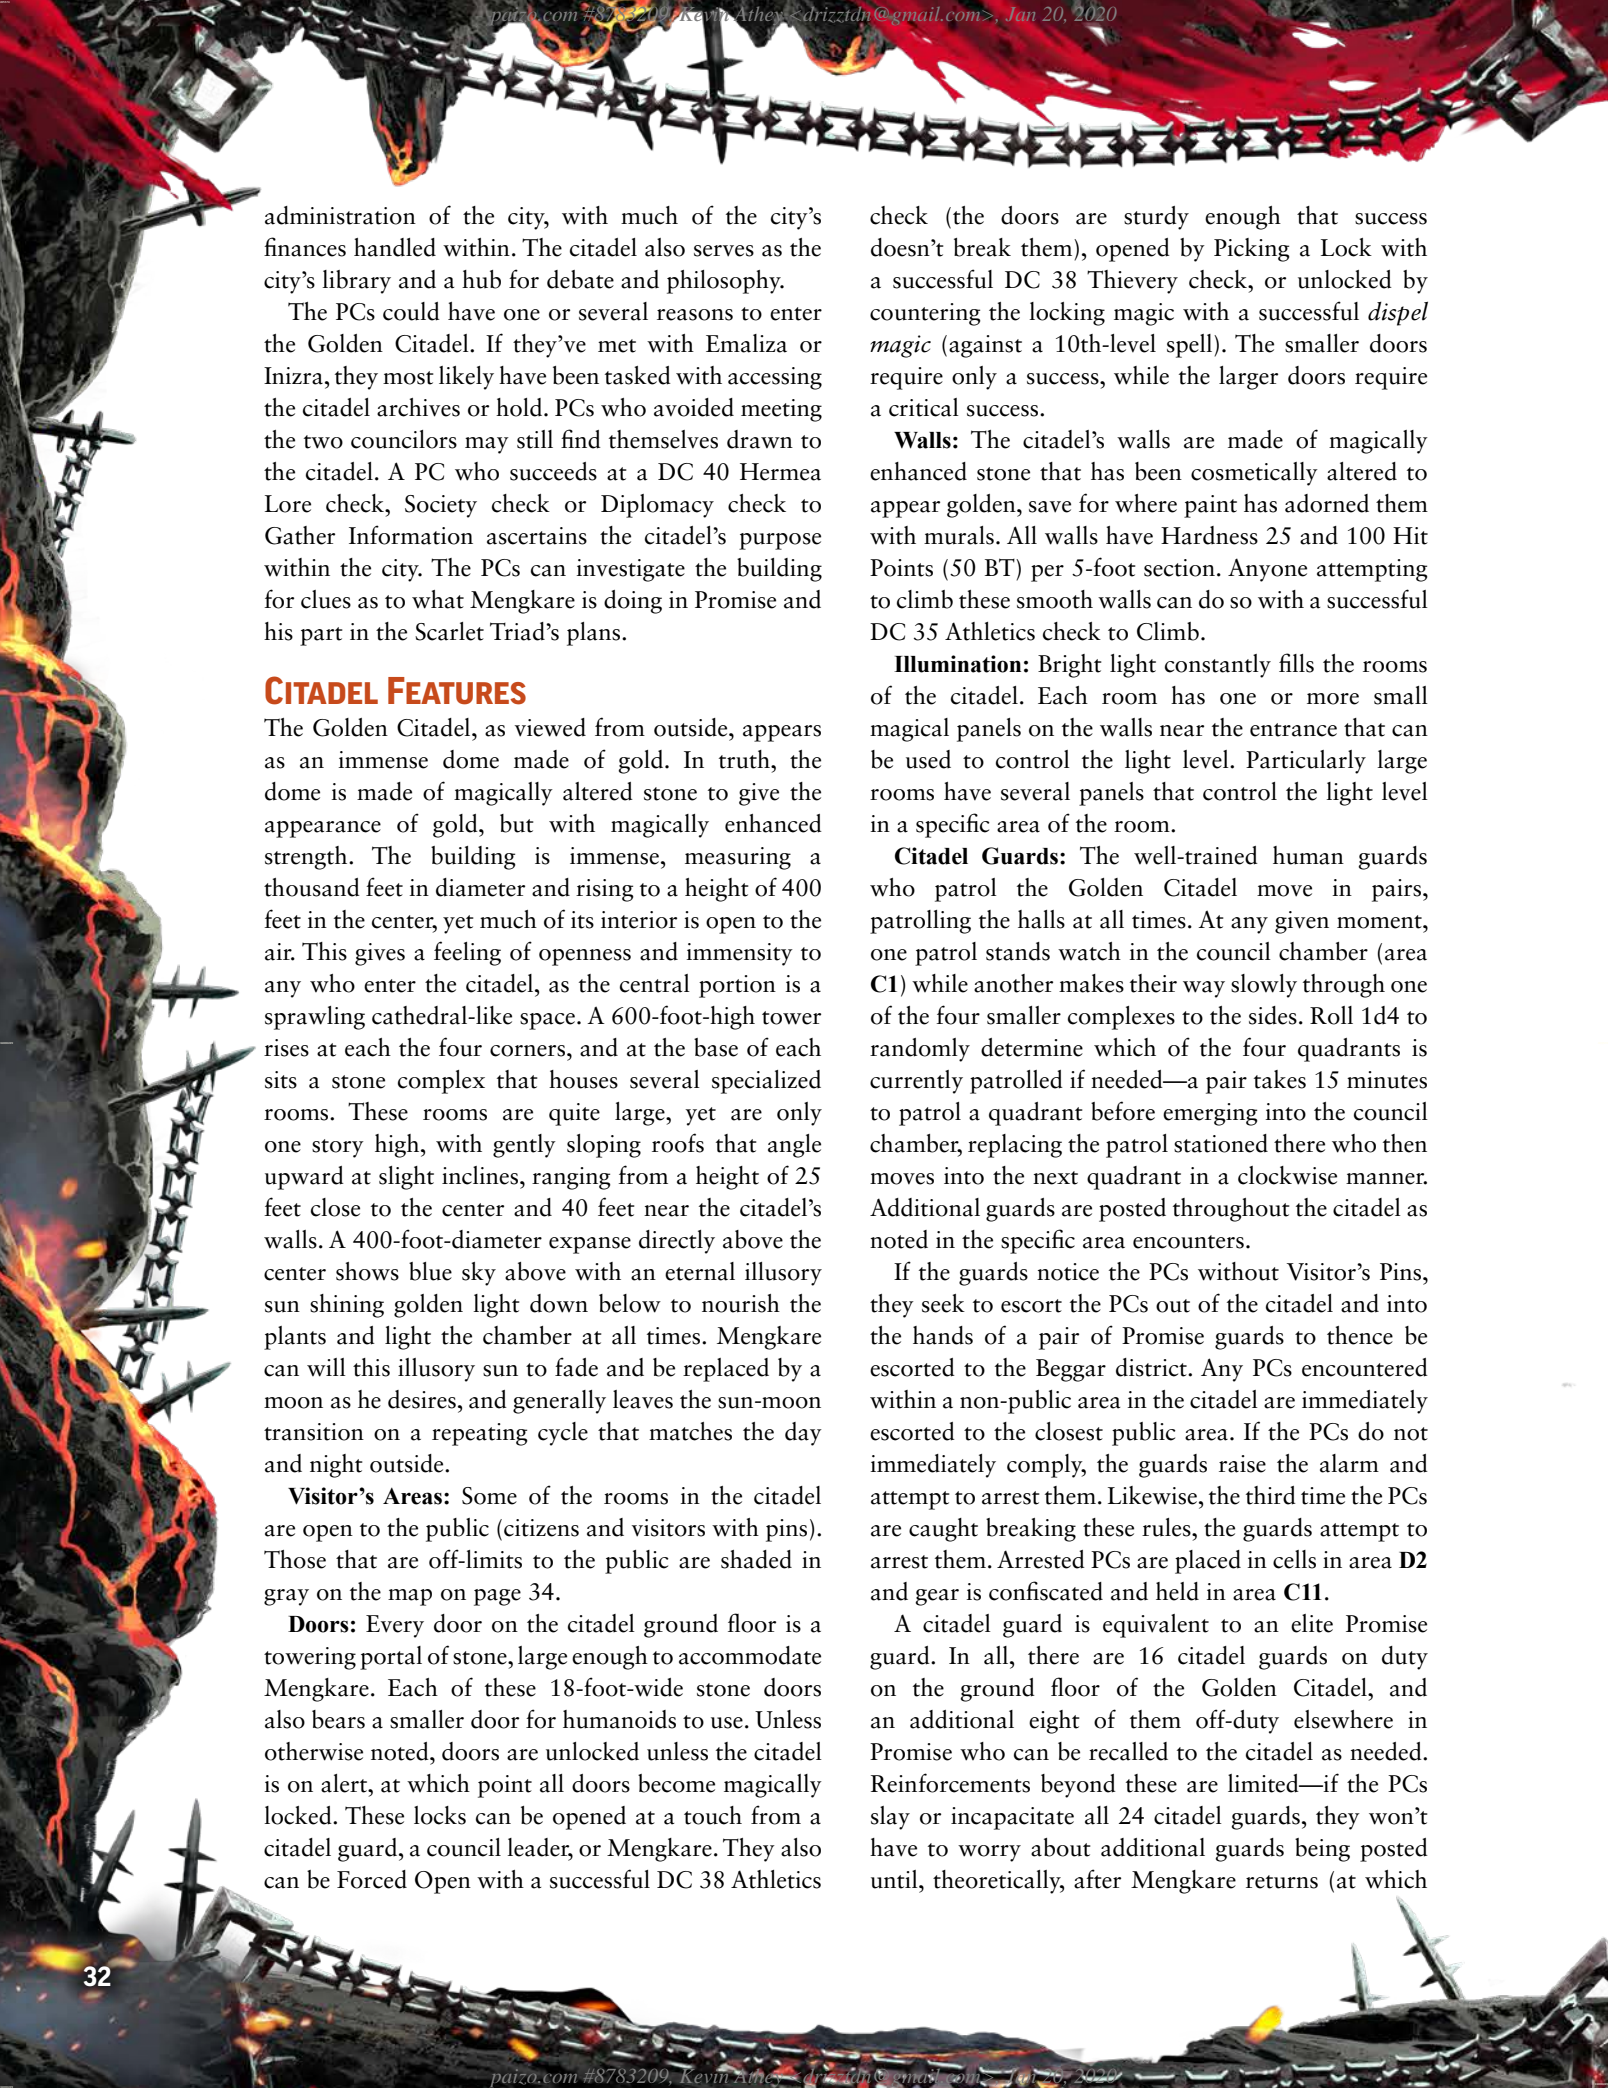 paizo.com #8783209, Kevin Athey <drizztdn@gmail.com>, Jan 20, 2020
administration of the city, with much of the city's
finances handled within. The citadel also serves as the
city's library and a hub for debate and philosophy.
The PCs could have one or several reasons to enter
the Golden Citadel. If they've met with Emaliza or
Inizra, they most likely have been tasked with accessing
the citadel archives or hold. PCs who avoided meeting
the two councilors may still find themselves drawn to
the citadel. A PC who succeeds at a DC 40 Hermea
Lore check, Society check or Diplomacy check to
Gather Information ascertains the citadel's purpose
within the city. The PCs can investigate the building
for clues as to what Mengkare is doing in Promise and
his part in the Scarlet Triad's plans.
CITADEL FEATURES
The Golden Citadel, as viewed from outside, appears
as an immense dome made of gold. In truth, the
dome is made of magically altered stone to give the
appearance of gold, but with magically enhanced
strength. The building is immense, measuring a
thousand feet in diameter and rising to a height of 400
feet in the center, yet much of its interior is open to the
air. This gives a feeling of openness and immensity to
any who enter the citadel, as the central portion is a
sprawling cathedral-like space. A 600-foot-high tower
rises at each the four corners, and at the base of each
sits a stone complex that houses several specialized
rooms. These rooms are quite large, yet are only
one story high, with gently sloping roofs that angle
upward at slight inclines, ranging from a height of 25
feet close to the center and 40 feet near the citadel's
walls. A 400-foot-diameter expanse directly above the
center shows blue sky above with an eternal illusory
sun shining golden light down below to nourish the
plants and light the chamber at all times. Mengkare
can will this illusory sun to fade and be replaced by a
moon as he desires, and generally leaves the sun-moon
transition on a repeating cycle that matches the day
and night outside.
Visitor's Areas: Some of the rooms in the citadel
are open to the public (citizens and visitors with pins).
Those that are off-limits to the public are shaded in
gray on the map on page 34.
Doors: Every door on the citadel ground floor is a
towering portal of stone, large enough to accommodate
Mengkare. Each of these 18-foot-wide stone doors
also bears a smaller door for humanoids to use. Unless
otherwise noted, doors are unlocked unless the citadel
is on alert, at which point all doors become magically
locked. These locks can be opened at a touch from a
citadel guard, a council leader, or Mengkare. They also
can be Forced Open with a successful DC 38 Athletics
check (the doors are sturdy enough that success
doesn't break them), opened by Picking a Lock with
a successful DC 38 Thievery check, or unlocked by
countering the locking magic with a successful dispel
magic (against a 10th-level spell). The smaller doors
require only a success, while the larger doors require
a critical success.
Walls: The citadel's walls are made of magically
enhanced stone that has been cosmetically altered to
appear golden, save for where paint has adorned them
with murals. All walls have Hardness 25 and 100 Hit
Points (50 BT) per 5-foot section. Anyone attempting
to climb these smooth walls can do so with a successful
DC 35 Athletics check to Climb.
Illumination: Bright light constantly fills the rooms
of the citadel. Each room has one or more small
magical panels on the walls near the entrance that can
be used to control the light level. Particularly large
rooms have several panels that control the light level
in a specific area of the room.
Citadel Guards: The well-trained human guards
who patrol the Golden Citadel move in pairs,
patrolling the halls at all times. At any given moment,
one patrol stands watch in the council chamber (area
C1) while another makes their way slowly through one
of the four smaller complexes to the sides. Roll 1d4 to
randomly determine which of the four quadrants is
currently patrolled if needed—a pair takes 15 minutes
to patrol a quadrant before emerging into the council
chamber, replacing the patrol stationed there who then
moves into the next quadrant in a clockwise manner.
Additional guards are posted throughout the citadel as
noted in the specific area encounters.
If the guards notice the PCs without Visitor's Pins,
they seek to escort the PCs out of the citadel and into
the hands of a pair of Promise guards to thence be
escorted to the Beggar district. Any PCs encountered
within a non-public area in the citadel are immediately
escorted to the closest public area. If the PCs do not
immediately comply, the guards raise the alarm and
attempt to arrest them. Likewise, the third time the PCs
are caught breaking these rules, the guards attempt to
arrest them. Arrested PCs are placed in cells in area D2
and gear is confiscated and held in area C11.
A citadel guard is equivalent to an elite Promise
guard. In all, there are 16 citadel guards on duty
on the ground floor of the Golden Citadel, and
an additional eight of them off-duty elsewhere in
Promise who can be recalled to the citadel as needed.
Reinforcements beyond these are limited—if the PCs
slay or incapacitate all 24 citadel guards, they won't
have to worry about additional guards being posted
until, theoretically, after Mengkare returns (at which
32
paizo.com #8783209, Kevin Athey <drizztdn@gmail.com>, Jan 20, 2020